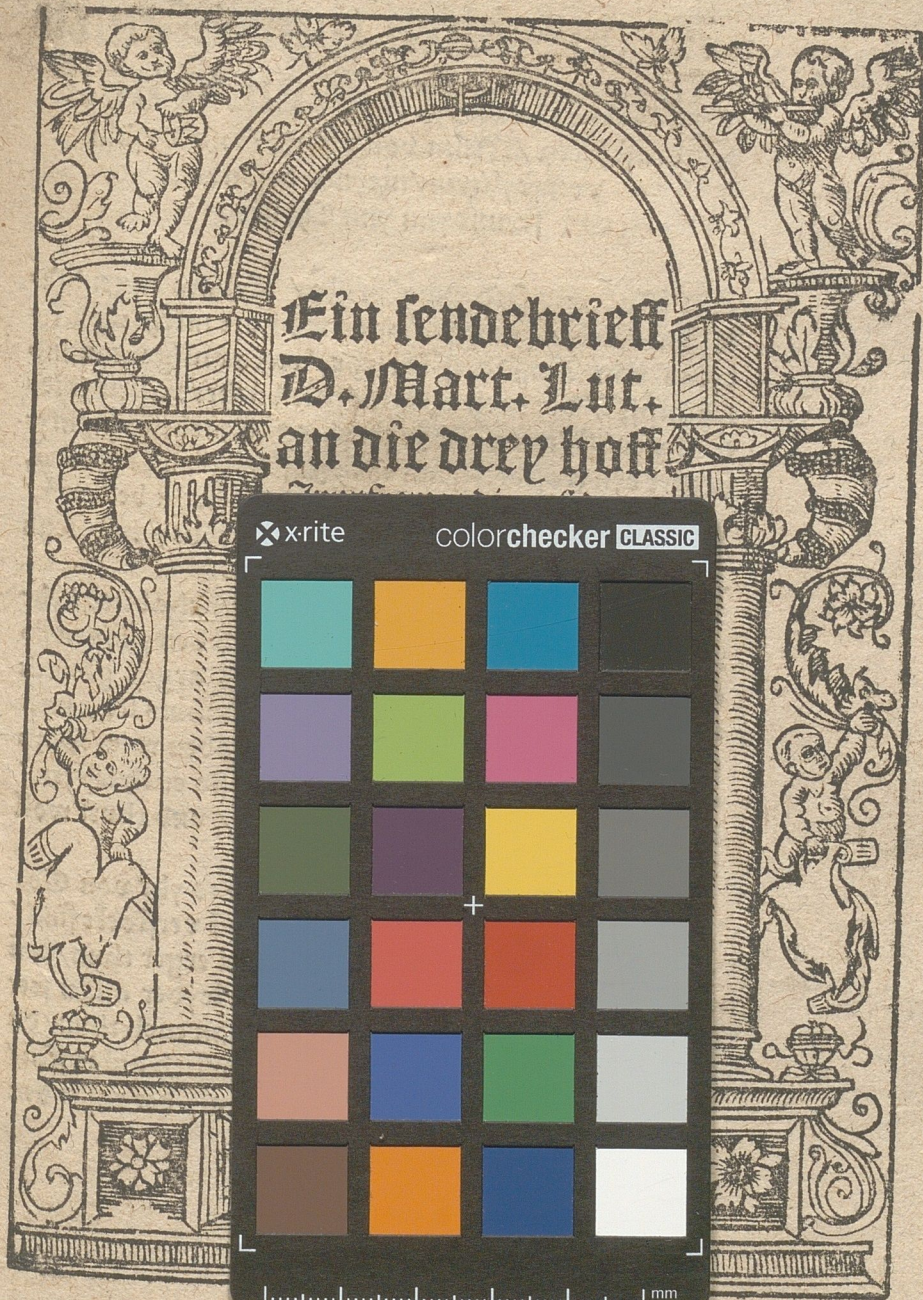 Ein sendebrieff
D. Mart. Lut.
an die drey hoff
x·rite colorchecker CLASSIC
mm